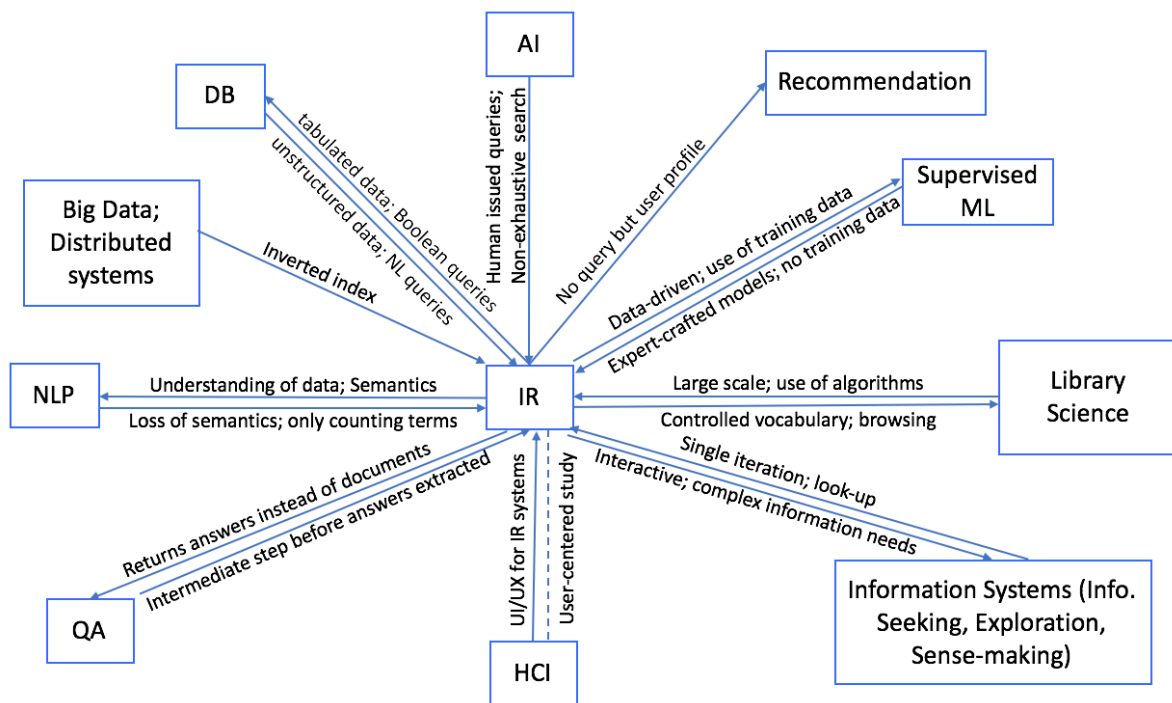 AI
DB
Recommendation
Human issued queries;
Non-exhaustive search
tabulated data; Boolean queries
unstructured data; NL queries
No query but user profile
Supervised
ML
Big Data;
Distributed
systems
Inverted index
Data-driven; use of training data
Expert-crafted models; no training data
NLP
Understanding of data; Semantics
Loss of semantics; only counting terms
IR
Large scale; use of algorithms
Controlled vocabulary; browsing
Library
Science
Returns answers instead of documents
Intermediate step before answers extracted
UI/UX for IR systems
User-centered study
Single iteration; look-up
Interactive; complex information needs
QA
HCI
Information Systems (Info.
Seeking, Exploration,
Sense-making)